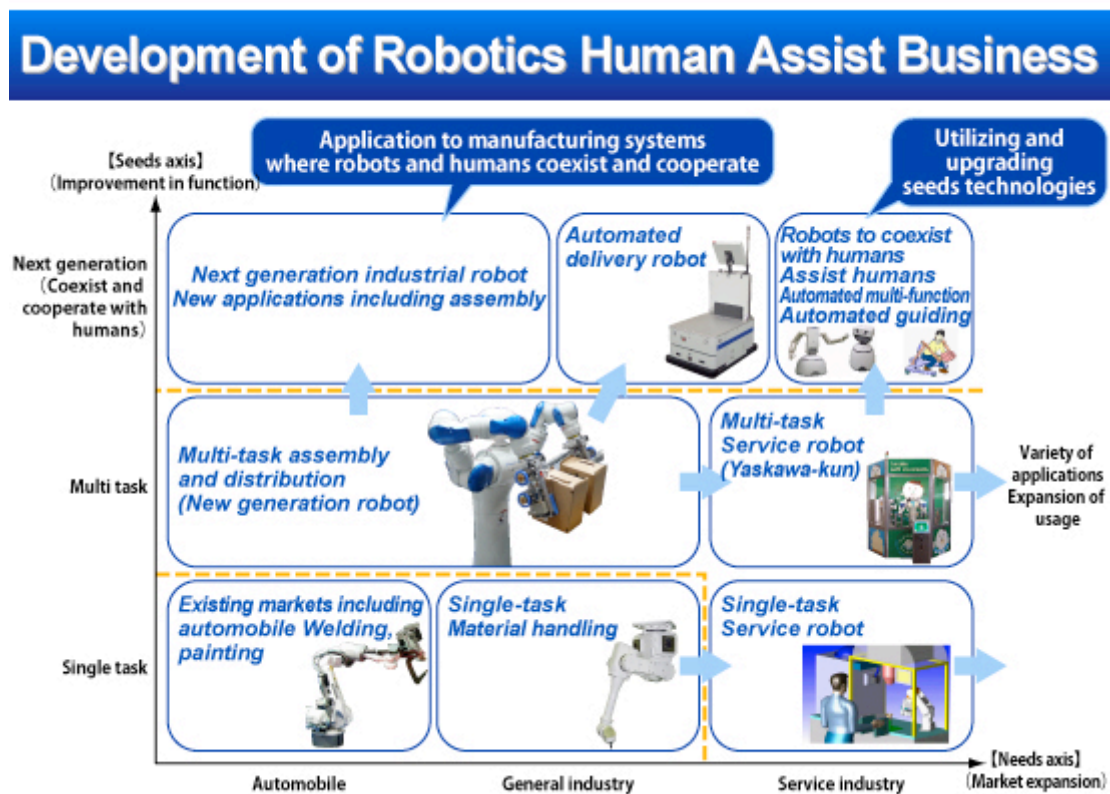 Development of Robotics Human Assist Business
Application to manufacturing systems
where robots and humans coexist and cooperate
Utilizing and
upgrading
seeds technologies
【Seeds axis】
(Improvement in function)
Next generation
(Coexist and
cooperate with
humans)
Next generation industrial robot
New applications including assembly
Automated
delivery robot
Robots to coexist
with humans
Assist humans
Automated multi-function
Automated guiding
Multi task
Multi-task assembly
and distribution
(New generation robot)
Multi-task
Service robot
(Yaskawa-kun)
Variety of
applications
Expansion of
usage
Single task
Existing markets including
automobile Welding,
painting
Single-task
Material handling
Single-task
Service robot
Automobile
General industry
Service industry
【Needs axis】
(Market expansion)